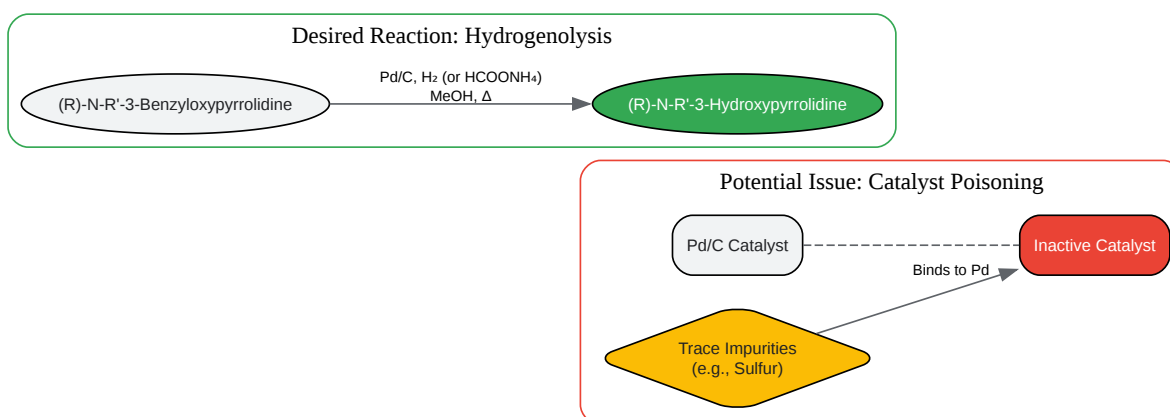 Desired Reaction: Hydrogenolysis
(R)-N-R'-3-Benzyloxypyrrolidine
Pd/C, H₂ (or HCOONH₄)
MeOH, Δ
(R)-N-R'-3-Hydroxypyrrolidine
Potential Issue: Catalyst Poisoning
Pd/C Catalyst
Inactive Catalyst
Binds to Pd
Trace Impurities
(e.g., Sulfur)